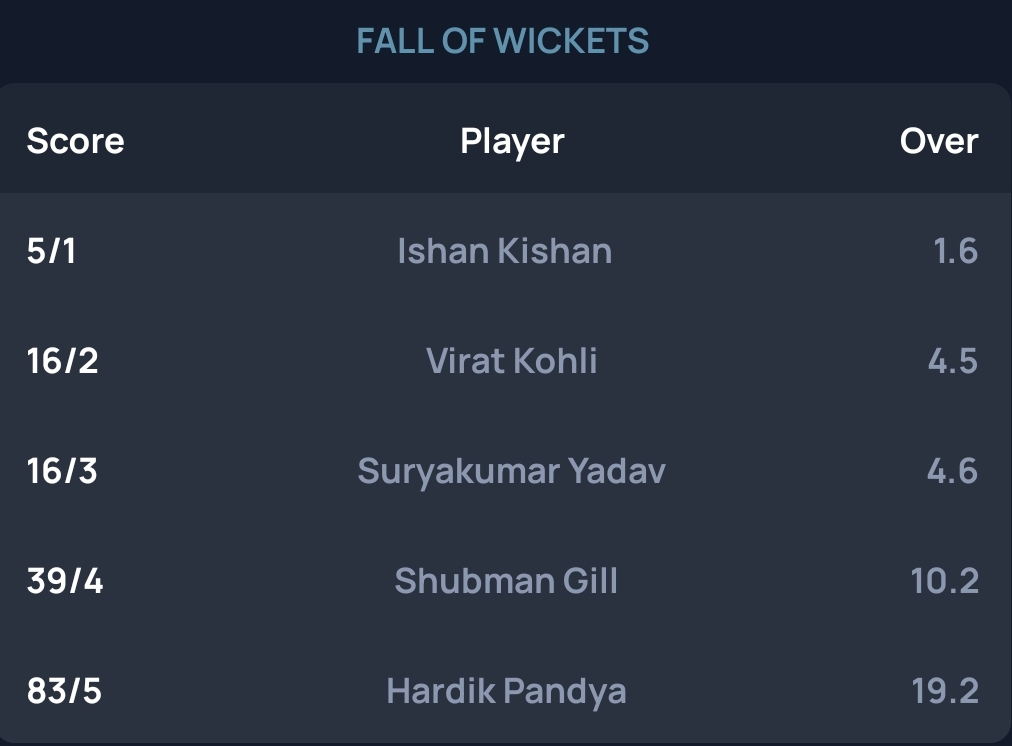 FALL OF WICKETS
Score Player Over
5/1 Ishan Kishan 1.6
16/2 Virat Kohli 4.5
16/3 Suryakumar Yadav 4.6
39/4 Shubman Gill 10.2
83/5 Hardik Pandya 19.2